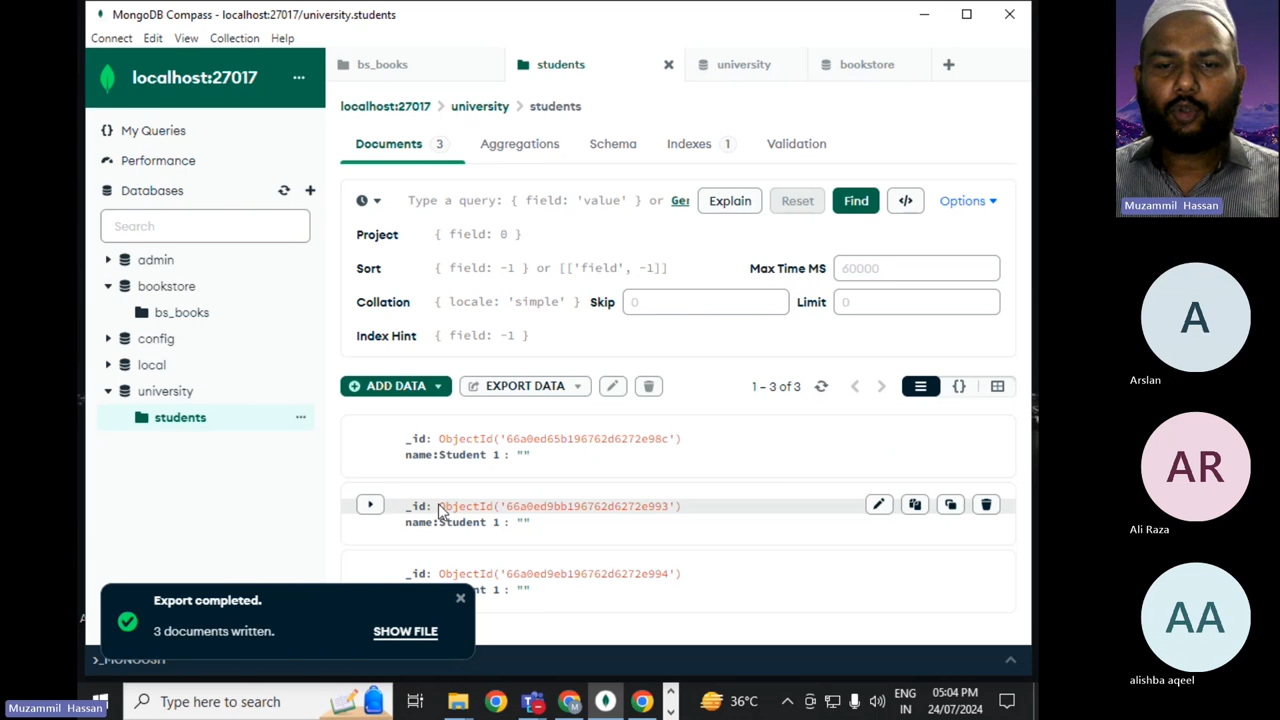 MongoDB Compass - localhost:27017/university.students
Connect Edit View Collection Help
localhost:27017 ...
{} My Queries
Performance
Databases
Search
admin
bookstore
bs_books
config
local
university
students ...
bs_books students university bookstore
localhost:27017 > university > students
Documents 3 Aggregations Schema Indexes 1 Validation
Type a query: { field: 'value' } or Ger Explain Reset Find </> Options
Project { field: 0 }
Sort { field: -1 } or [['field', -1]] Max Time MS 60000
Collation { locale: 'simple' } Skip 0 Limit 0
Index Hint { field: -1 }
ADD DATA EXPORT DATA 1 – 3 of 3 {}
_id: ObjectId('66a0ed65b196762d6272e98c')
name:Student 1 : ""
_id: ObjectId('66a0ed9bb196762d6272e993')
name:Student 1 : ""
_id: ObjectId('66a0ed9eb196762d6272e994')
nt 1 : ""
Export completed.
3 documents written. SHOW FILE
>_MONGOSH
Muzammil Hassan
Type here to search
36°C
ENG
IN
05:04 PM
24/07/2024
Muzammil Hassan
A
Arslan
AR
Ali Raza
AA
alishba aqeel